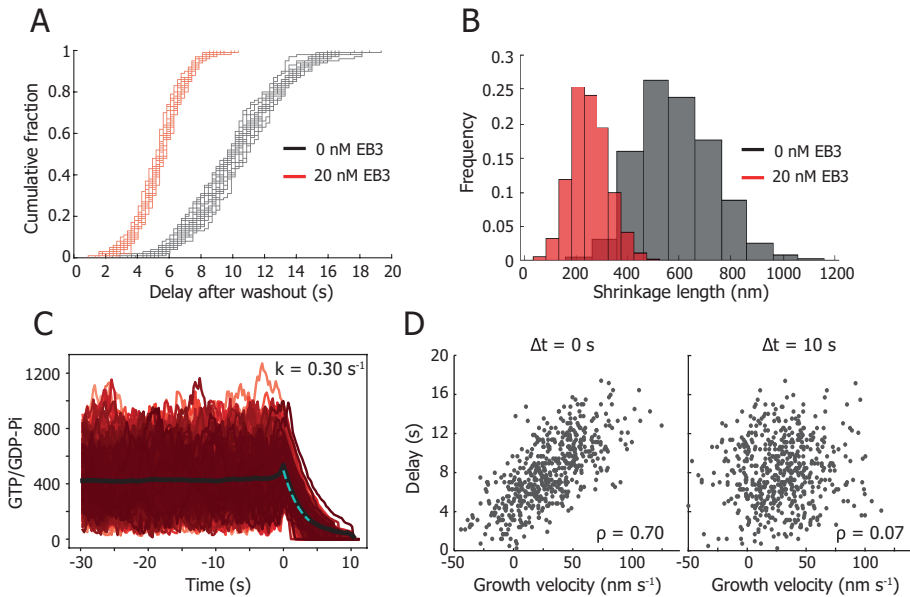 A
Cumulative fraction
1
0.8
0.6
0.4
0.2
0
0 2 4 6 8 10 12 14 16 18 20
Delay after washout (s)
0 nM EB3
20 nM EB3
B
Frequency
0.3
0.25
0.2
0.15
0.1
0.05
0
0 200 400 600 800 1000 1200
Shrinkage length (nm)
0 nM EB3
20 nM EB3
C
GTP/GDP-Pi
1200
800
400
0
k = 0.30 s⁻¹
-30 -20 -10 0 10
Time (s)
D
Δt = 0 s
Delay (s)
20
16
12
8
4
0
ρ = 0.70
-50 0 50 100
Growth velocity (nm s⁻¹)
Δt = 10 s
ρ = 0.07
-50 0 50 100
Growth velocity (nm s⁻¹)